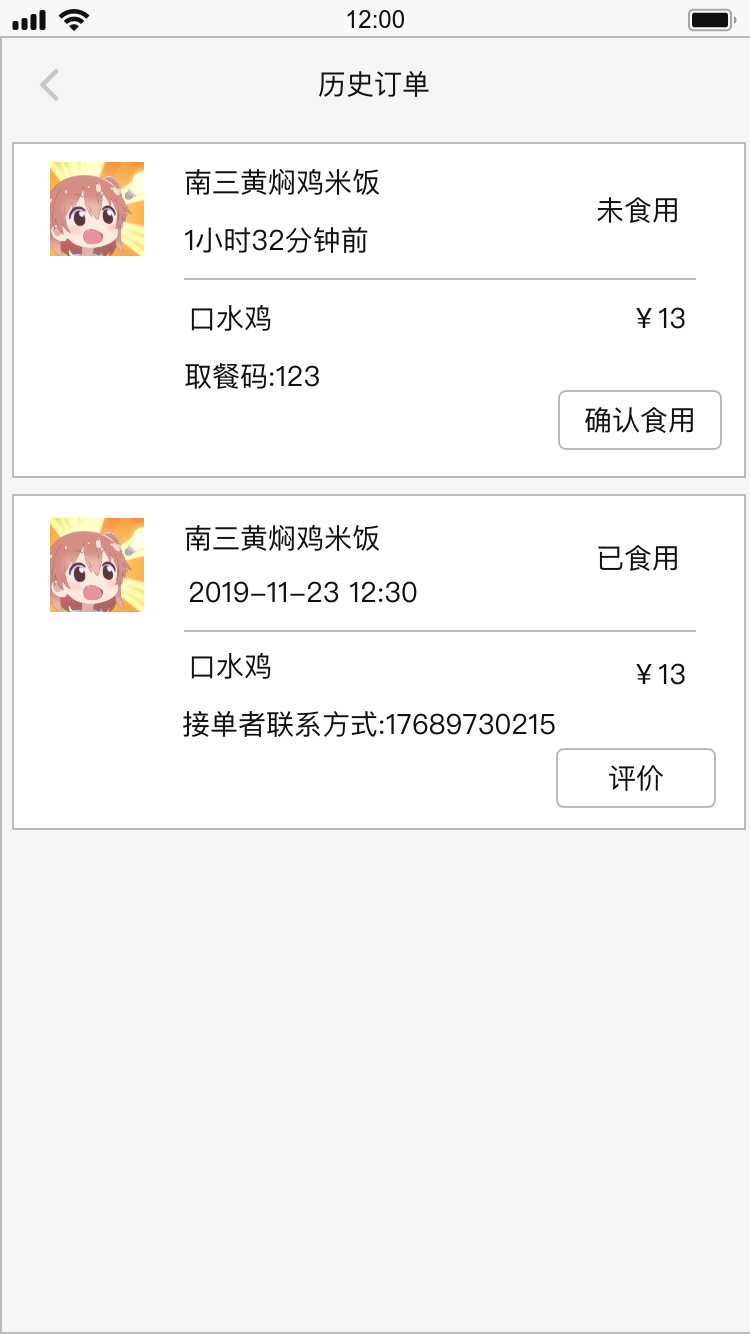 12:00
历史订单
南三黄焖鸡米饭
未食用
1小时32分钟前
口水鸡
¥13
取餐码:123
确认食用
南三黄焖鸡米饭
已食用
2019-11-23 12:30
口水鸡
¥13
接单者联系方式:17689730215
评价